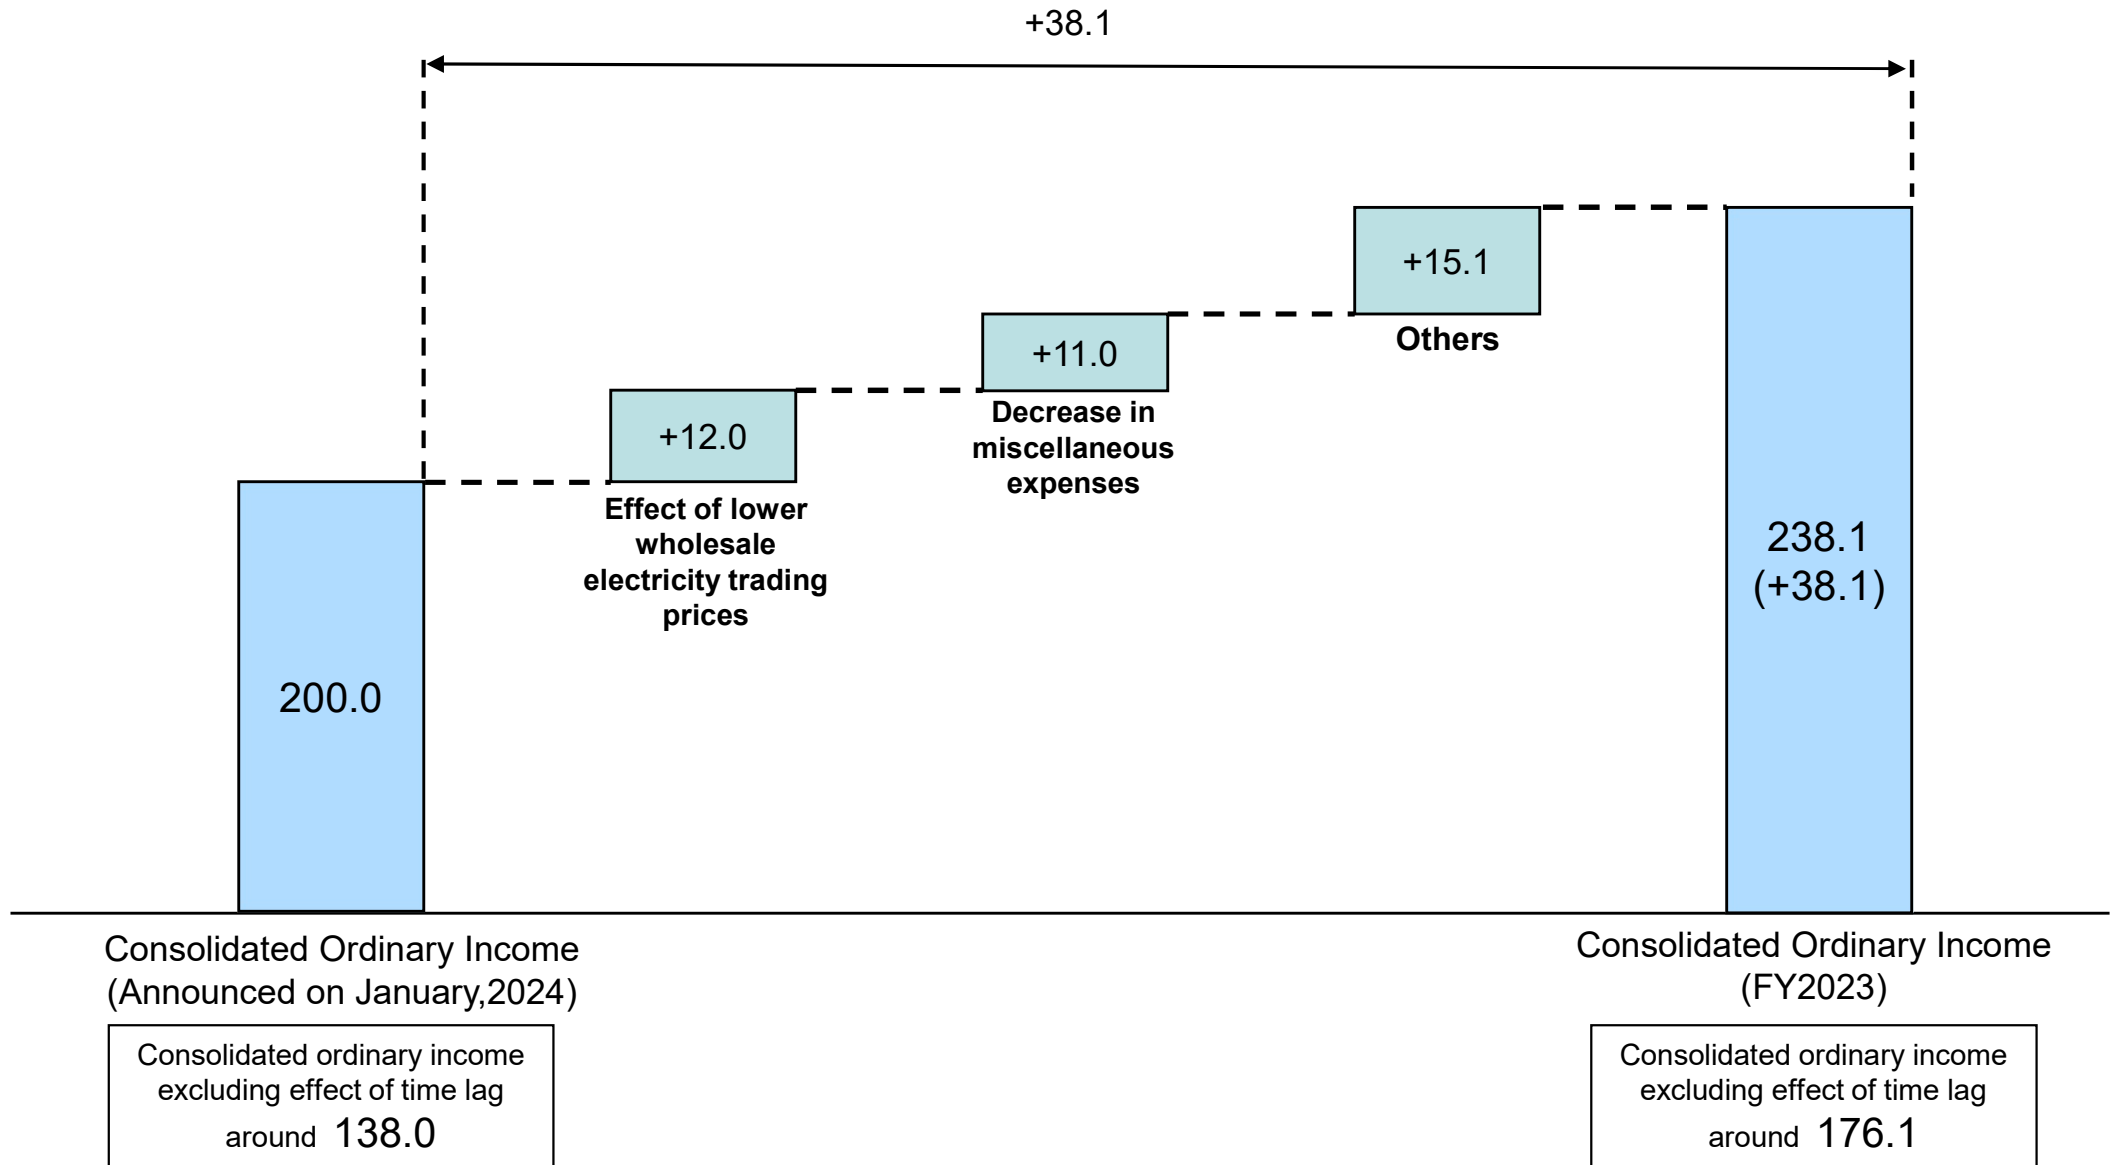 +38.1
+15.1
Others
+11.0
Decrease in
miscellaneous
expenses
+12.0
Effect of lower
wholesale
electricity trading
prices
200.0
238.1
(+38.1)
Consolidated Ordinary Income
(Announced on January,2024)
Consolidated ordinary income
excluding effect of time lag
around 138.0
Consolidated Ordinary Income
(FY2023)
Consolidated ordinary income
excluding effect of time lag
around 176.1